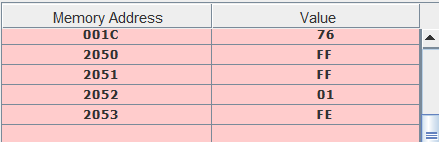 Memory Address Value
001C 76
2050 FF
2051 FF
2052 01
2053 FE